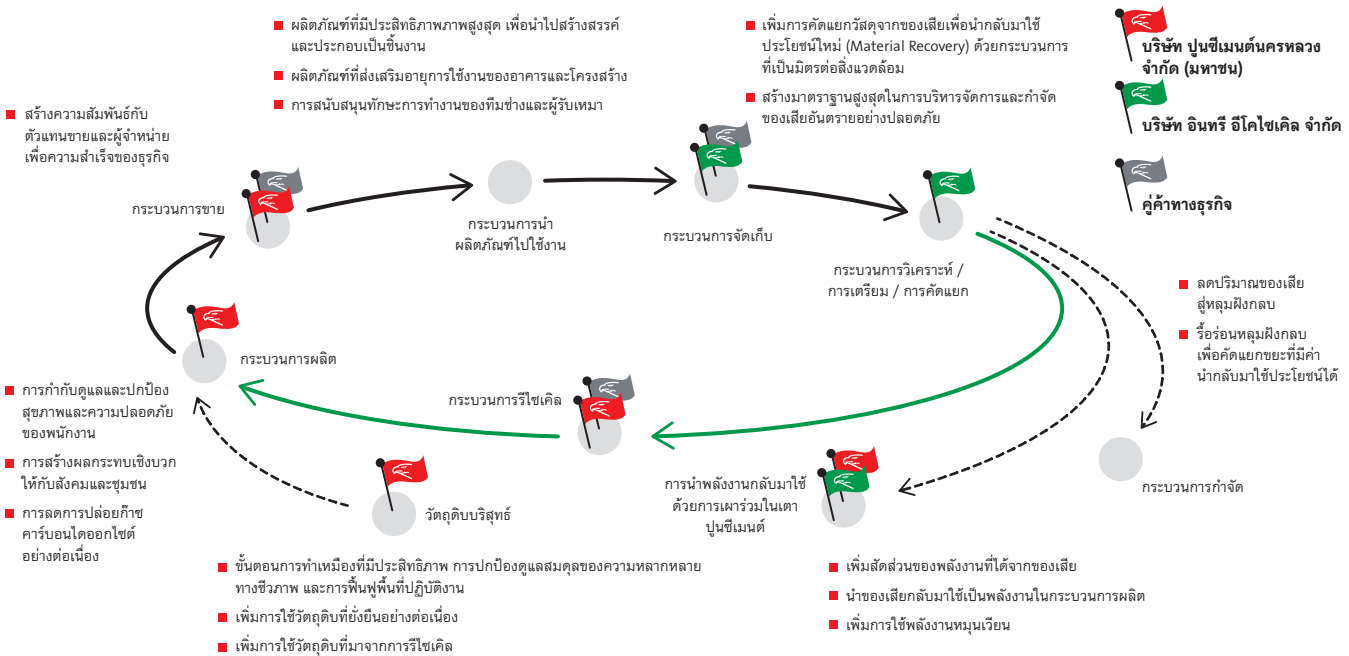 ผลิตภัณฑ์ที่มีประสิทธิภาพภาพสูงสุด เพื่อนำไปสร้างสรรค์
และประกอบเป็นชิ้นงาน
ผลิตภัณฑ์ที่ส่งเสริมอายุการใช้งานของอาคารและโครงสร้าง
การสนับสนุนทักษะการทำงานของทีมช่างและผู้รับเหมา
เพิ่มการคัดแยกวัสดุจากของเสียเพื่อนำกลับมาใช้
ประโยชน์ใหม่ (Material Recovery) ด้วยกระบวนการ
ที่เป็นมิตรต่อสิ่งแวดล้อม
สร้างมาตราฐานสูงสุดในการบริหารจัดการและกำจัด
ของเสียอันตรายอย่างปลอดภัย
บริษัท ปูนซีเมนต์นครหลวง
จำกัด (มหาชน)
บริษัท อินทรี อีโคไซเคิล จำกัด
คู่ค้าทางธุรกิจ
สร้างความสัมพันธ์กับ
ตัวแทนขายและผู้จำหน่าย
เพื่อความสำเร็จของธุรกิจ
กระบวนการขาย
กระบวนการนำ
ผลิตภัณฑ์ไปใช้งาน
กระบวนการจัดเก็บ
กระบวนการวิเคราะห์ /
การเตรียม / การคัดแยก
ลดปริมาณของเสีย
สู่หลุมฝังกลบ
รื้อร่อนหลุมฝังกลบ
เพื่อคัดแยกขยะที่มีค่า
นำกลับมาใช้ประโยชน์ได้
กระบวนการผลิต
การกำกับดูแลและปกป้อง
สุขภาพและความปลอดภัย
ของพนักงาน
การสร้างผลกระทบเชิงบวก
ให้กับสังคมและชุมชน
การลดการปล่อยก๊าซ
คาร์บอนไดออกไซต์
อย่างต่อเนื่อง
กระบวนการรีไซเคิล
วัตถุดิบบริสุทธ์
การนำพลังงานกลับมาใช้
ด้วยการเผาร่วมในเตา
ปูนซีเมนต์
กระบวนการกำจัด
ขั้นตอนการทำเหมืองที่มีประสิทธิภาพ การปกป้องดูแลสมดุลของความหลากหลาย
ทางชีวภาพ และการฟื้นฟูพื้นที่ปฏิบัติงาน
เพิ่มการใช้วัตถุดิบที่ยั่งยืนอย่างต่อเนื่อง
เพิ่มการใช้วัตถุดิบที่มาจากการรีไซเคิล
เพิ่มสัดส่วนของพลังงานที่ได้จากของเสีย
นำของเสียกลับมาใช้เป็นพลังงานในกระบวนการผลิต
เพิ่มการใช้พลังงานหมุนเวียน